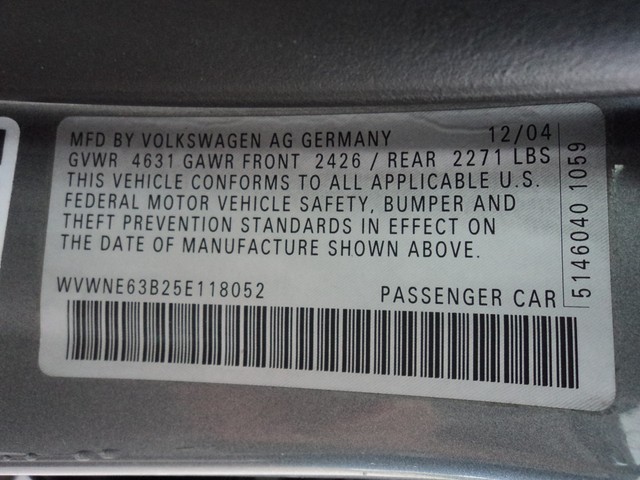 MFD BY VOLKSWAGEN AG GERMANY 12/04
GVWR 4631 GAWR FRONT 2426 / REAR 2271 LBS
THIS VEHICLE CONFORMS TO ALL APPLICABLE U.S.
FEDERAL MOTOR VEHICLE SAFETY, BUMPER AND
THEFT PREVENTION STANDARDS IN EFFECT ON
THE DATE OF MANUFACTURE SHOWN ABOVE.
WVWNE63B25E118052 PASSENGER CAR
5146040 1059